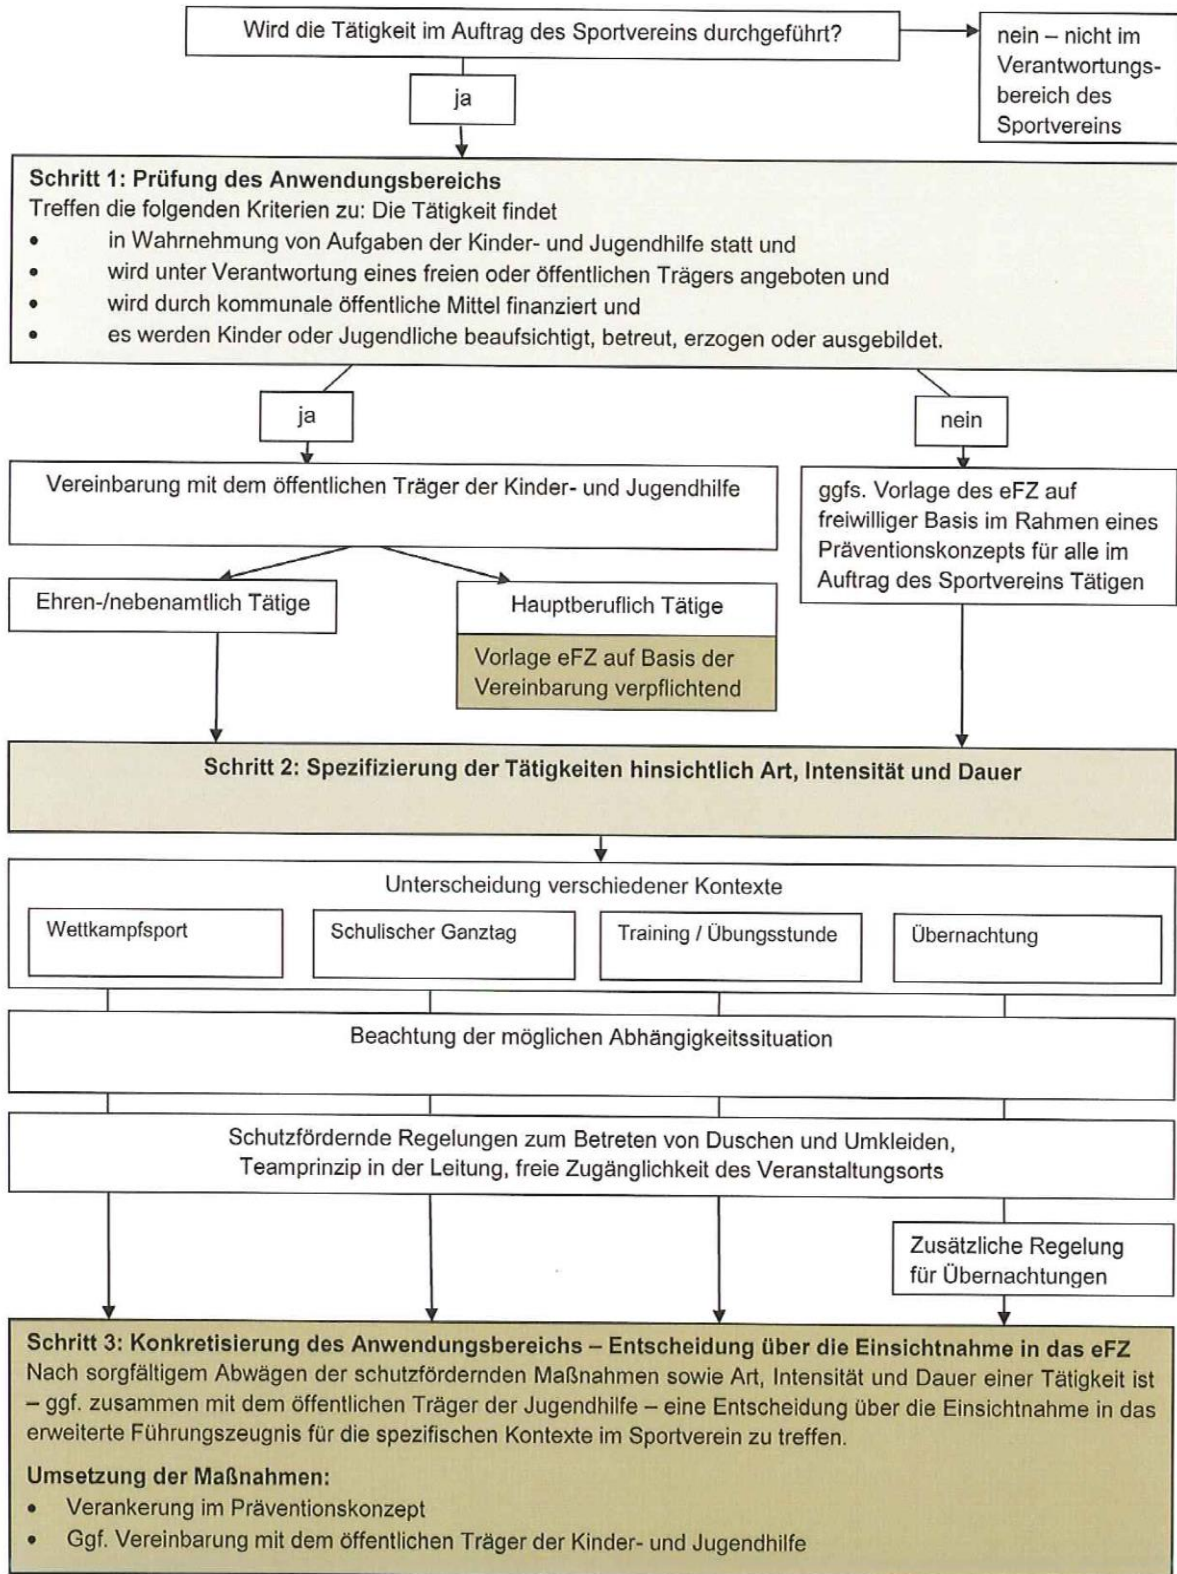 Wird die Tätigkeit im Auftrag des Sportvereins durchgeführt?
nein – nicht im
Verantwortungs-
bereich des
Sportvereins
ja
Schritt 1: Prüfung des Anwendungsbereichs
Treffen die folgenden Kriterien zu: Die Tätigkeit findet
• in Wahrnehmung von Aufgaben der Kinder- und Jugendhilfe statt und
• wird unter Verantwortung eines freien oder öffentlichen Trägers angeboten und
• wird durch kommunale öffentliche Mittel finanziert und
• es werden Kinder oder Jugendliche beaufsichtigt, betreut, erzogen oder ausgebildet.
ja
nein
Vereinbarung mit dem öffentlichen Träger der Kinder- und Jugendhilfe
ggfs. Vorlage des eFZ auf
freiwilliger Basis im Rahmen eines
Präventionskonzepts für alle im
Auftrag des Sportvereins Tätigen
Ehren-/nebenamtlich Tätige
Hauptberuflich Tätige
Vorlage eFZ auf Basis der
Vereinbarung verpflichtend
Schritt 2: Spezifizierung der Tätigkeiten hinsichtlich Art, Intensität und Dauer
Unterscheidung verschiedener Kontexte
Wettkampfsport
Schulischer Ganztag
Training / Übungsstunde
Übernachtung
Beachtung der möglichen Abhängigkeitssituation
Schutzfördernde Regelungen zum Betreten von Duschen und Umkleiden,
Teamprinzip in der Leitung, freie Zugänglichkeit des Veranstaltungsorts
Zusätzliche Regelung
für Übernachtungen
Schritt 3: Konkretisierung des Anwendungsbereichs – Entscheidung über die Einsichtnahme in das eFZ
Nach sorgfältigem Abwägen der schutzfördernden Maßnahmen sowie Art, Intensität und Dauer einer Tätigkeit ist
– ggf. zusammen mit dem öffentlichen Träger der Jugendhilfe – eine Entscheidung über die Einsichtnahme in das
erweiterte Führungszeugnis für die spezifischen Kontexte im Sportverein zu treffen.
Umsetzung der Maßnahmen:
• Verankerung im Präventionskonzept
• Ggf. Vereinbarung mit dem öffentlichen Träger der Kinder- und Jugendhilfe